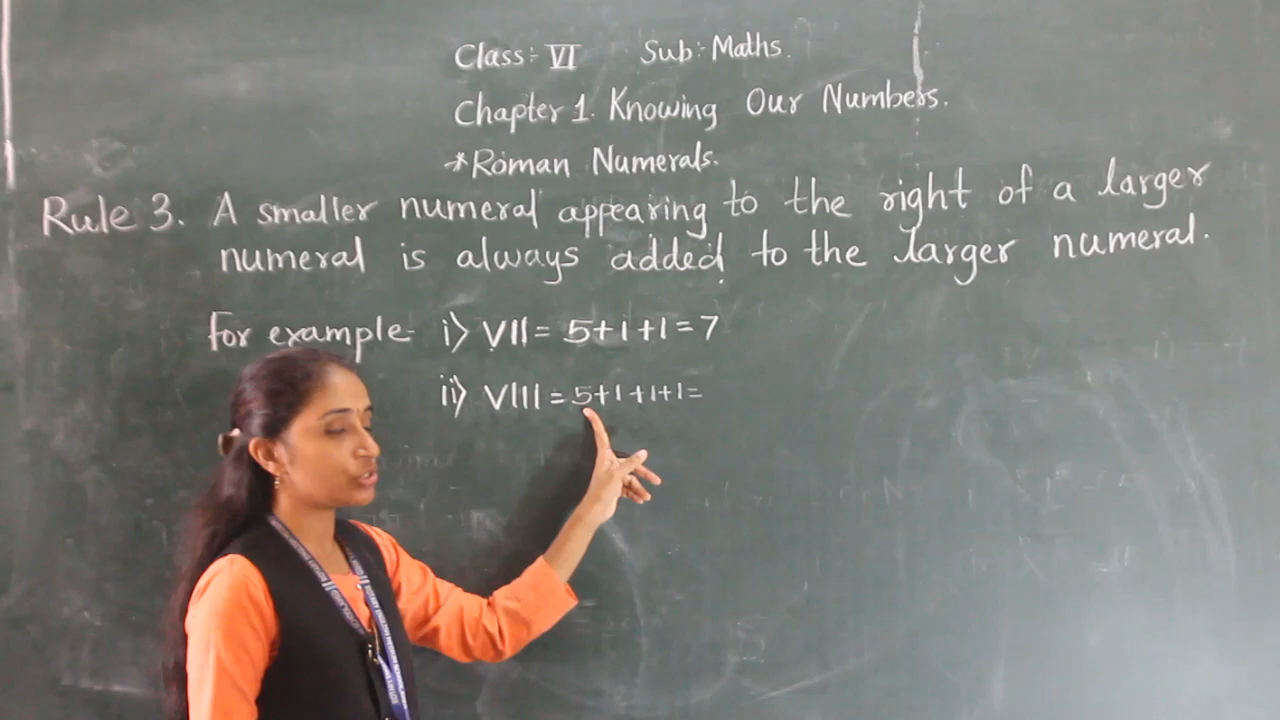 Class:- VI Sub:- Maths.
Chapter 1. Knowing Our Numbers.
*Roman Numerals.
Rule 3. A smaller numeral appearing to the right of a larger
numeral is always added to the larger numeral.
For example- i) VII = 5+1+1=7
ii) VIII = 5+1+1+1=